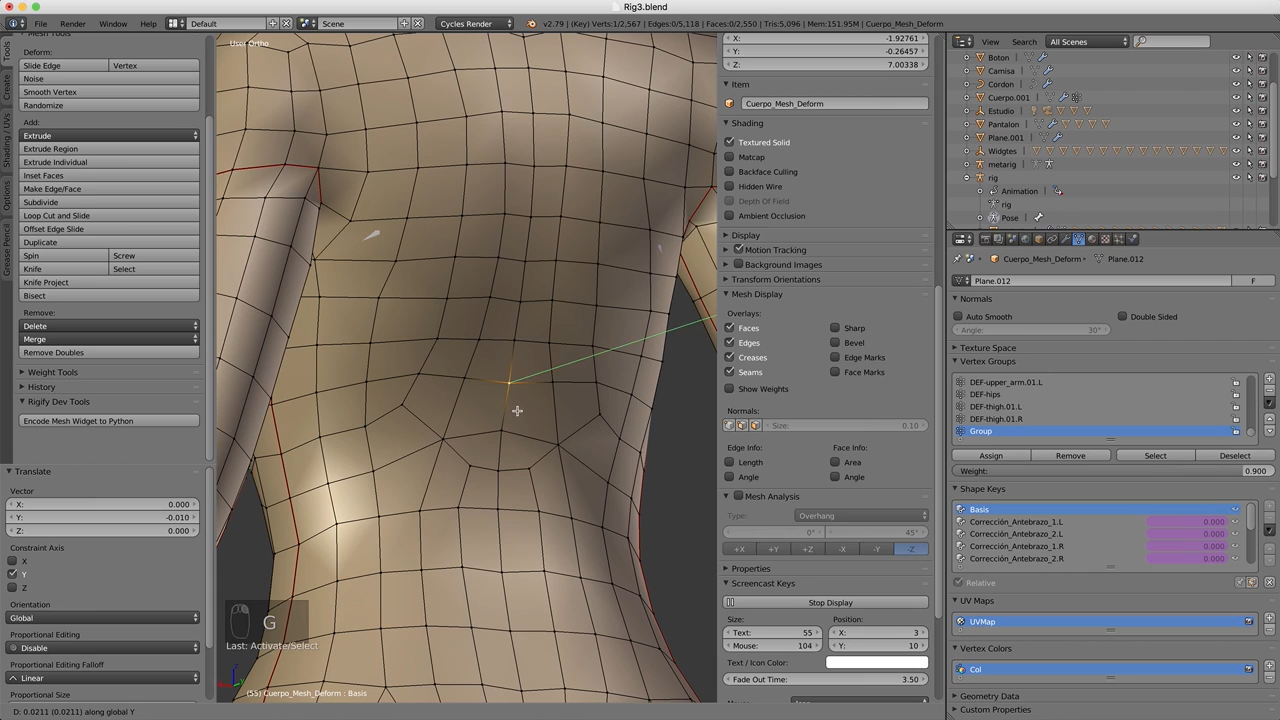 Rig3.blend
File Render Window Help Default Scene Cycles Render v2.79 | (Key) Verts:1/2,567 | Edges:0/5,118 | Faces:0/2,550 | Tris:5,096 | Mem:151.95M | Cuerpo_Mesh_Deform
Tools
Create
Shading / UVs
Options
Grease Pencil
Mesh Tools
Deform:
Slide Edge Vertex
Noise
Smooth Vertex
Randomize
Add:
Extrude
Extrude Region
Extrude Individual
Inset Faces
Make Edge/Face
Subdivide
Loop Cut and Slide
Offset Edge Slide
Duplicate
Spin Screw
Knife Select
Knife Project
Bisect
Remove:
Delete
Merge
Remove Doubles
Weight Tools
History
Rigify Dev Tools
Encode Mesh Widget to Python
Translate
Vector
X: 0.000
Y: -0.010
Z: 0.000
Constraint Axis
X
Y
Z
Orientation
Global
Proportional Editing
Disable
Proportional Editing Falloff
Linear
Proportional Size
D: 0.0211 (0.0211) along global Y
User Ortho
G
Last: Activate/Select
(55) Cuerpo_Mesh_Deform : Basis
X: -1.92761
Y: -0.26457
Z: 7.00338
Item
Cuerpo_Mesh_Deform
Shading
Textured Solid
Matcap
Backface Culling
Hidden Wire
Depth Of Field
Ambient Occlusion
Display
Motion Tracking
Background Images
Transform Orientations
Mesh Display
Overlays:
Faces Sharp
Edges Bevel
Creases Edge Marks
Seams Face Marks
Show Weights
Normals:
Size: 0.10
Edge Info: Face Info:
Length Area
Angle Angle
Mesh Analysis
Type: Overhang
0° 45°
+X +Y +Z -X -Y -Z
Properties
Screencast Keys
Stop Display
Size: Position:
Text: 55 X: 3
Mouse: 104 Y: 10
Text / Icon Color:
Fade Out Time: 3.50
View Search All Scenes
Boton
Camisa
Cordon
Cuerpo.001
Estudio
Pantalon
Plane.001
Widgtes
metarig
rig
Animation
rig
Pose
Cuerpo_Mesh_Deform Plane.012
Plane.012 F
Normals
Auto Smooth Double Sided
Angle: 30°
Texture Space
Vertex Groups
DEF-upper_arm.01.L
DEF-hips
DEF-thigh.01.L
DEF-thigh.01.R
Group
Assign Remove Select Deselect
Weight: 0.900
Shape Keys
Basis
Corrección_Antebrazo_1.L 0.000
Corrección_Antebrazo_2.L 0.000
Corrección_Antebrazo_1.R 0.000
Corrección_Antebrazo_2.R 0.000
Relative
UV Maps
UVMap
Vertex Colors
Col
Geometry Data
Custom Properties